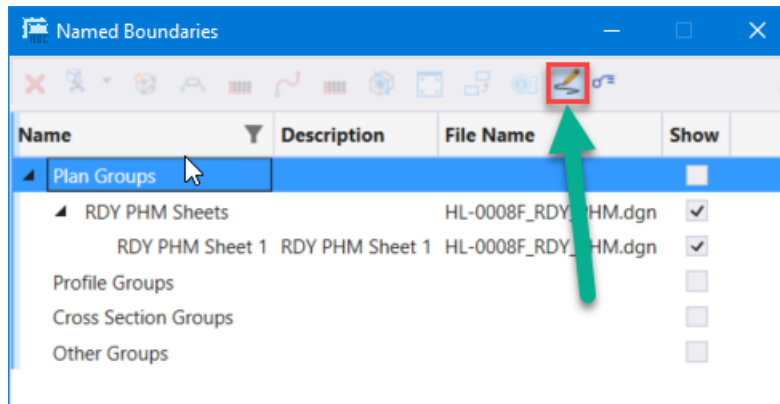 Named Boundaries
Name Description File Name Show
Plan Groups
RDY PHM Sheets HL-0008F_RDY_PHM.dgn
RDY PHM Sheet 1 RDY PHM Sheet 1 HL-0008F_RDY_PHM.dgn
Profile Groups
Cross Section Groups
Other Groups